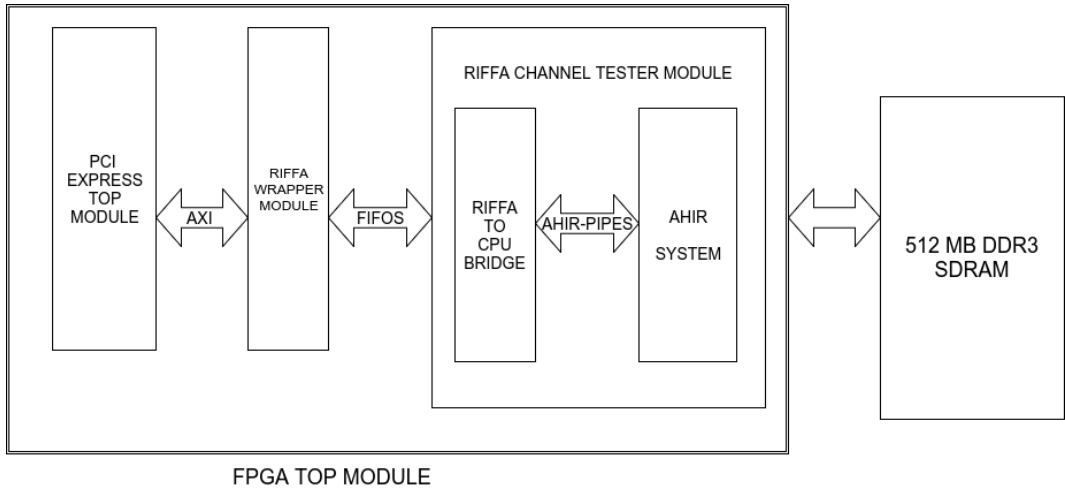 RIFFA CHANNEL TESTER MODULE
PCI
EXPRESS
TOP
MODULE
AXI
RIFFA
WRAPPER
MODULE
FIFOS
RIFFA
TO
CPU
BRIDGE
AHIR-PIPES
AHIR
SYSTEM
512 MB DDR3
SDRAM
FPGA TOP MODULE